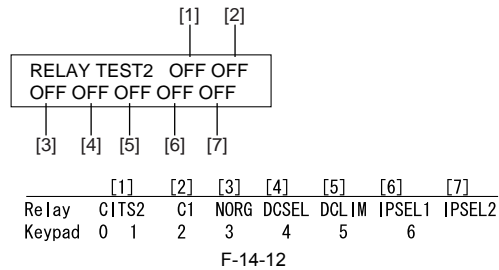 [1] [2]
RELAY TEST2 OFF OFF
OFF OFF OFF OFF OFF
[3] [4] [5] [6] [7]
[1] [2] [3] [4] [5] [6] [7]
Relay CITS2 C1 NORG DCSEL DCLIM IPSEL1 IPSEL2
Keypad 0 1 2 3 4 5 6
F-14-12